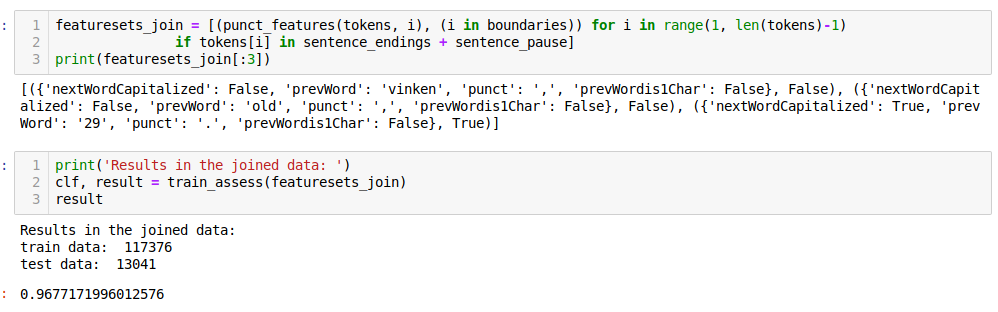 : 1 featuresets_join = [(punct_features(tokens, i), (i in boundaries)) for i in range(1, len(tokens)-1)
2                if tokens[i] in sentence_endings + sentence_pause]
3 print(featuresets_join[:3])
[({'nextWordCapitalized': False, 'prevWord': 'vinken', 'punct': ',', 'prevWordis1Char': False}, False), ({'nextWordCapit
alized': False, 'prevWord': 'old', 'punct': ',', 'prevWordis1Char': False}, False), ({'nextWordCapitalized': True, 'prev
Word': '29', 'punct': '.', 'prevWordis1Char': False}, True)]
: 1 print('Results in the joined data: ')
2 clf, result = train_assess(featuresets_join)
3 result
Results in the joined data:
train data:  117376
test data:  13041
: 0.9677171996012576